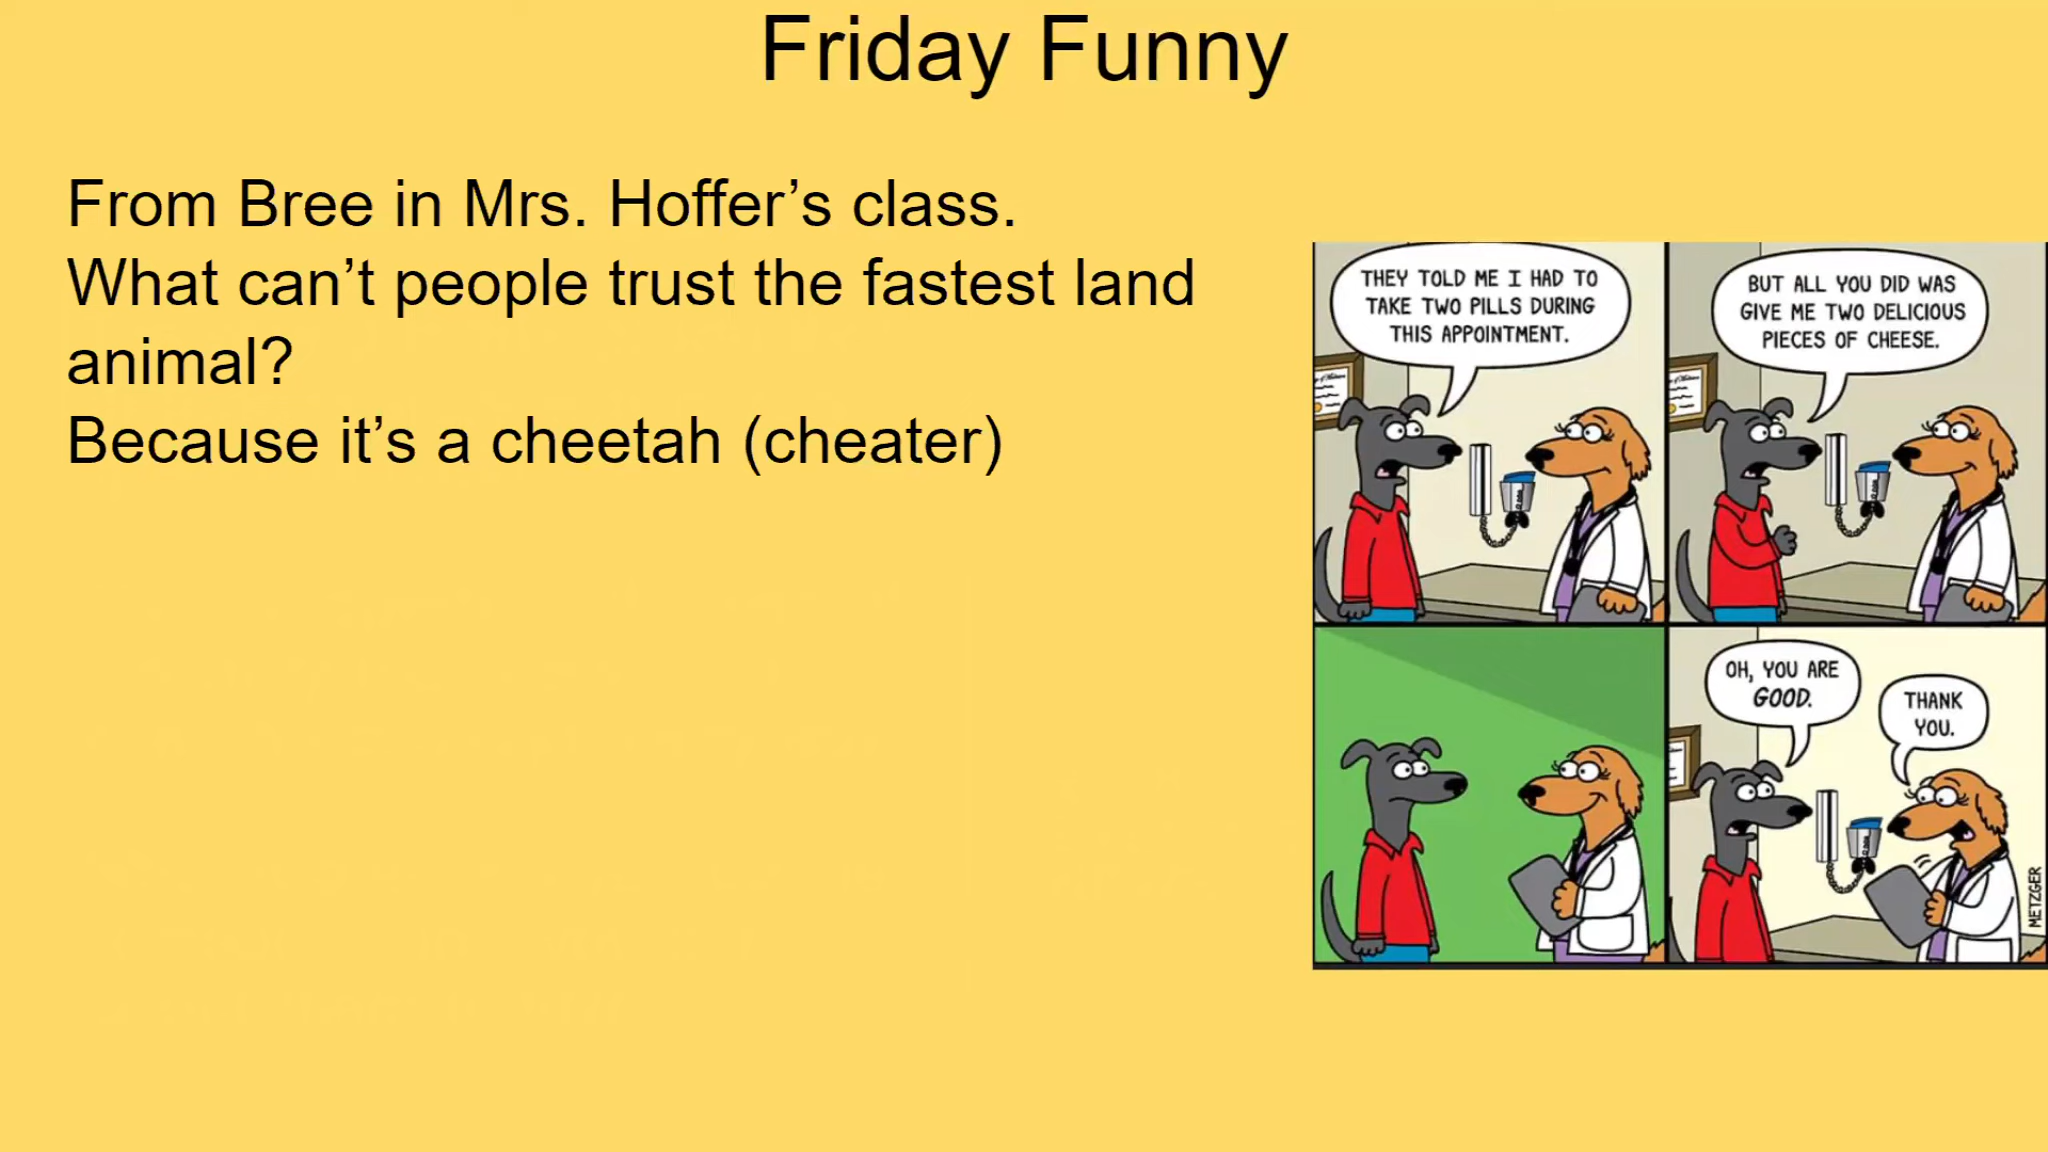 Friday Funny
From Bree in Mrs. Hoffer’s class.
What can’t people trust the fastest land
animal?
Because it’s a cheetah (cheater)
THEY TOLD ME I HAD TO
TAKE TWO PILLS DURING
THIS APPOINTMENT.
BUT ALL YOU DID WAS
GIVE ME TWO DELICIOUS
PIECES OF CHEESE.
OH, YOU ARE
GOOD.
THANK
YOU.
METZGER